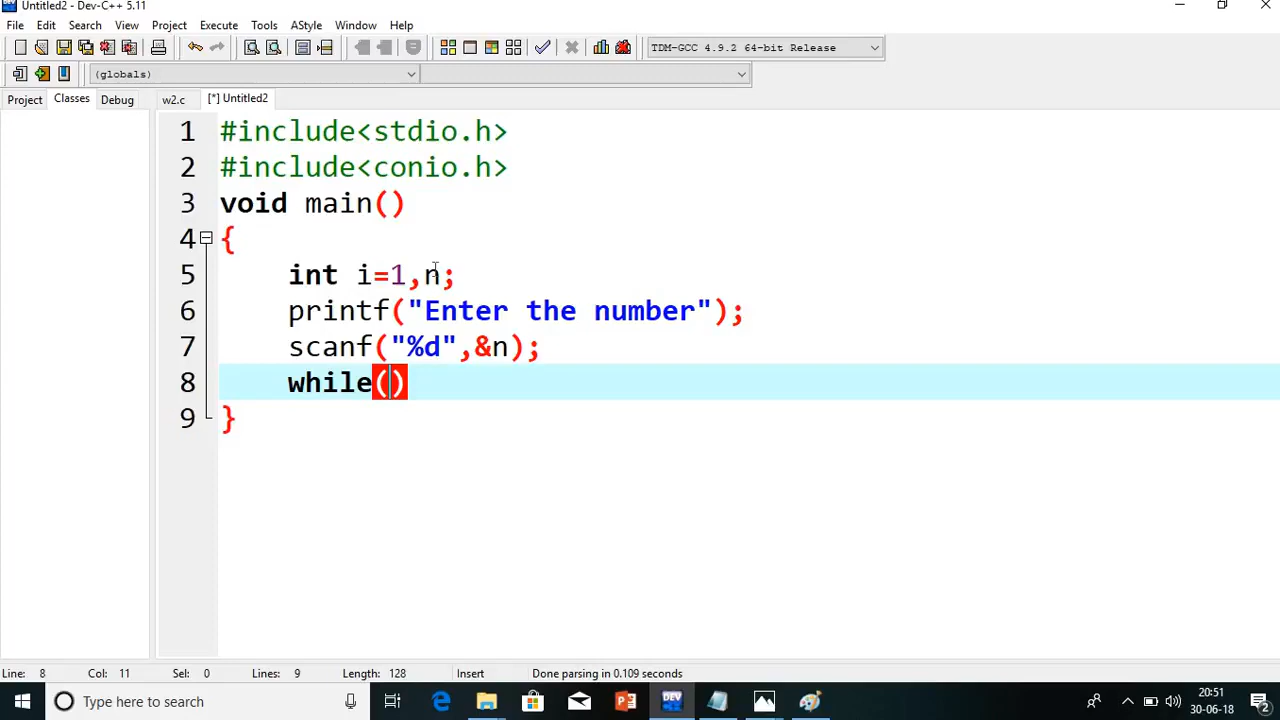 Untitled2 - Dev-C++ 5.11
File Edit Search View Project Execute Tools AStyle Window Help
TDM-GCC 4.9.2 64-bit Release
(globals)
Project Classes Debug w2.c [*] Untitled2
1 #include<stdio.h>
2 #include<conio.h>
3 void main()
4 {
5 int i=1,n;
6 printf("Enter the number");
7 scanf("%d",&n);
8 while()
9 }
Line: 8 Col: 11 Sel: 0 Lines: 9 Length: 128 Insert Done parsing in 0.109 seconds
Type here to search
DEV
20:51
30-06-18
2